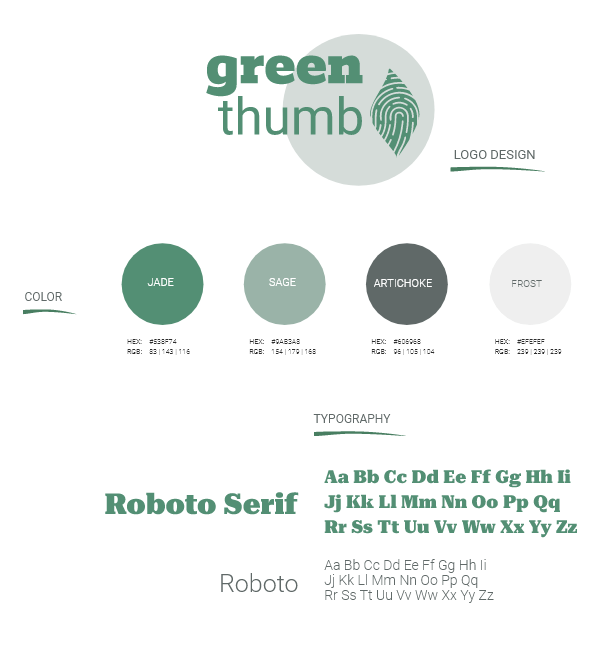 green
thumb
LOGO DESIGN
COLOR
JADE
HEX: #538F74
RGB: 83 | 143 | 116
SAGE
HEX: #9AB3A8
RGB: 154 | 179 | 168
ARTICHOKE
HEX: #606968
RGB: 96 | 105 | 104
FROST
HEX: #EFEFEF
RGB: 239 | 239 | 239
TYPOGRAPHY
Roboto Serif
Aa Bb Cc Dd Ee Ff Gg Hh Ii
Jj Kk Ll Mm Nn Oo Pp Qq
Rr Ss Tt Uu Vv Ww Xx Yy Zz
Roboto
Aa Bb Cc Dd Ee Ff Gg Hh Ii
Jj Kk Ll Mm Nn Oo Pp Qq
Rr Ss Tt Uu Vv Ww Xx Yy Zz